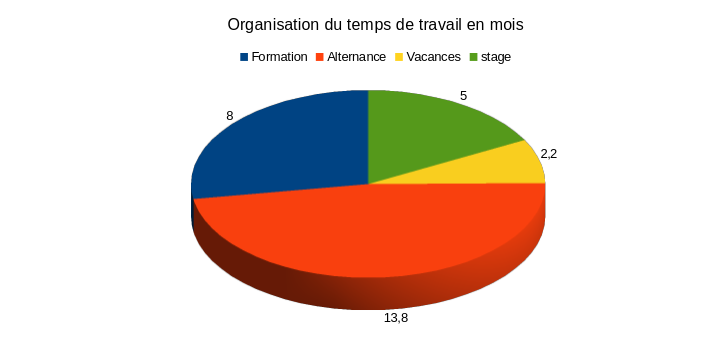 Organisation du temps de travail en mois
Formation Alternance Vacances stage
5
8
2,2
13,8